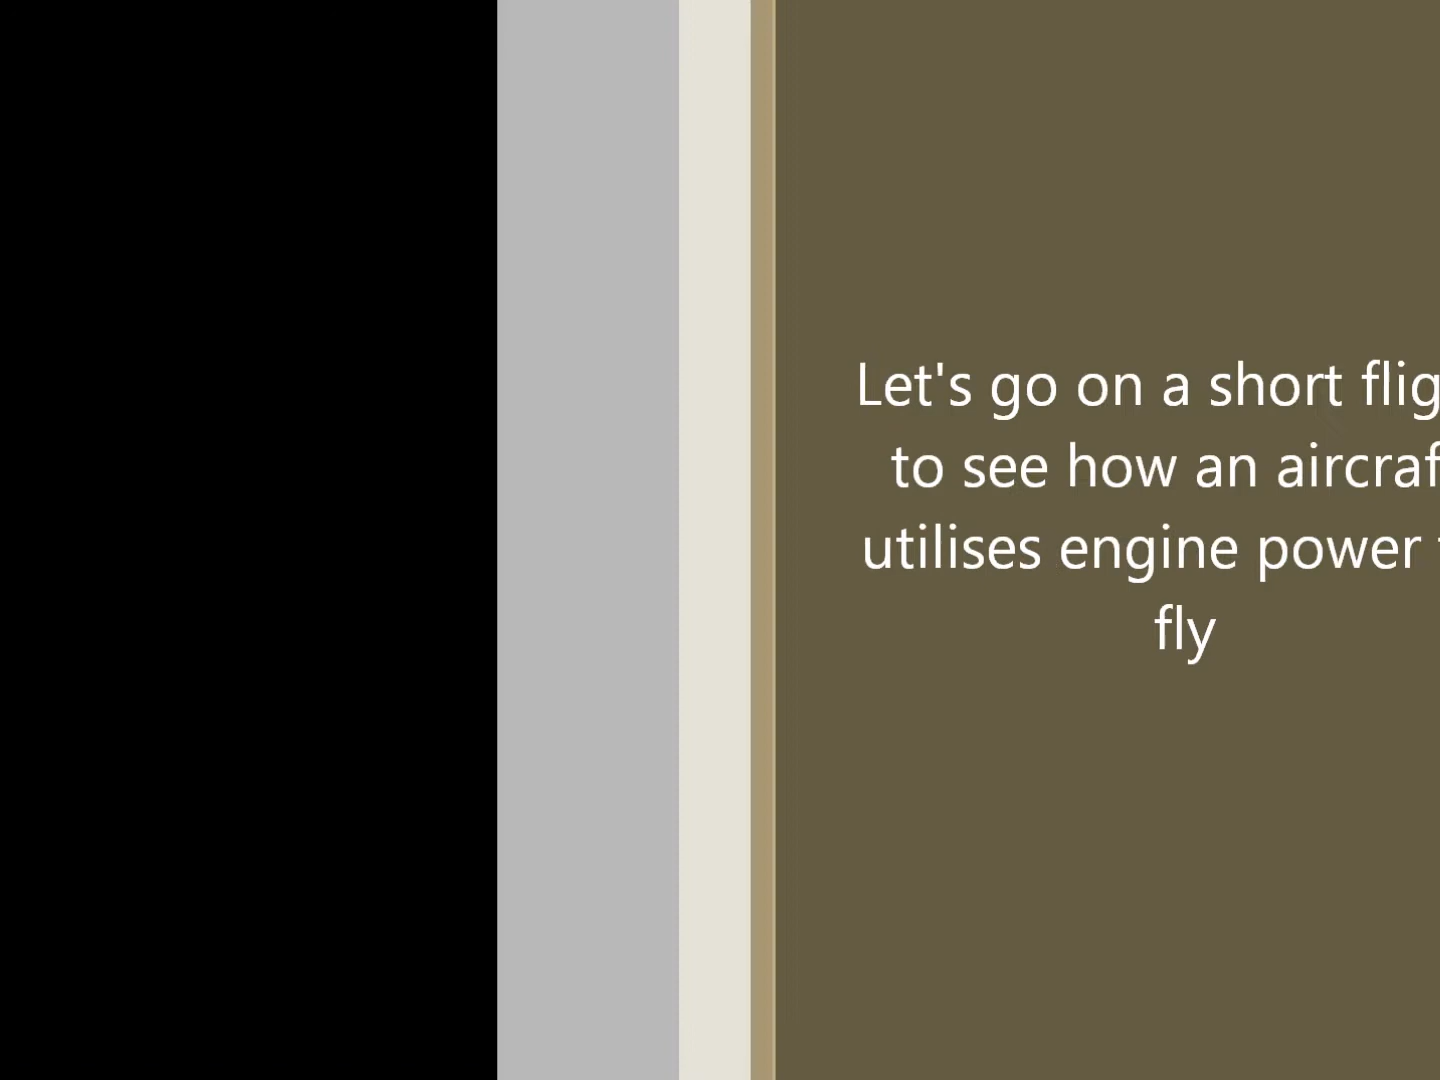 Let's go on a short flig
to see how an aircraf
utilises engine power
fly